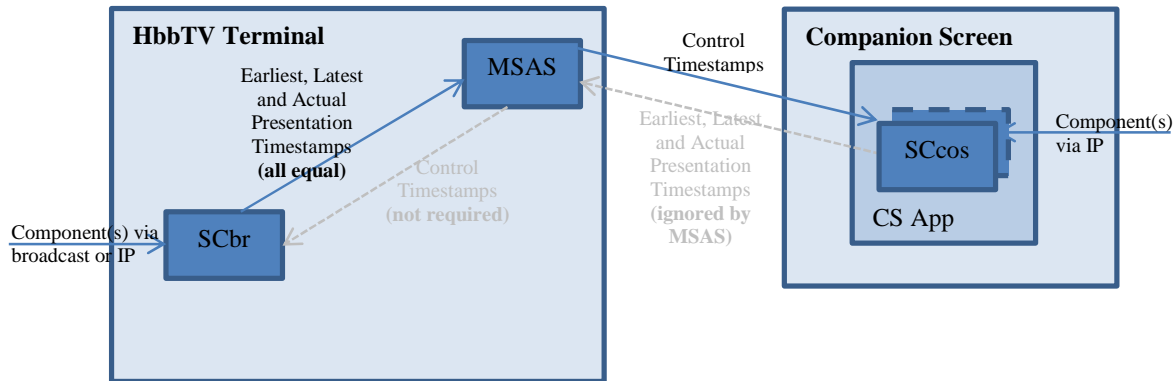 HbbTV Terminal
MSAS
Earliest, Latest
and Actual
Presentation
Timestamps
(all equal)
Control
Timestamps
(not required)
Component(s) via
broadcast or IP
SCbr
Control
Timestamps
Earliest, Latest
and Actual
Presentation
Timestamps
(ignored by
MSAS)
Companion Screen
SCcos
CS App
Component(s)
via IP